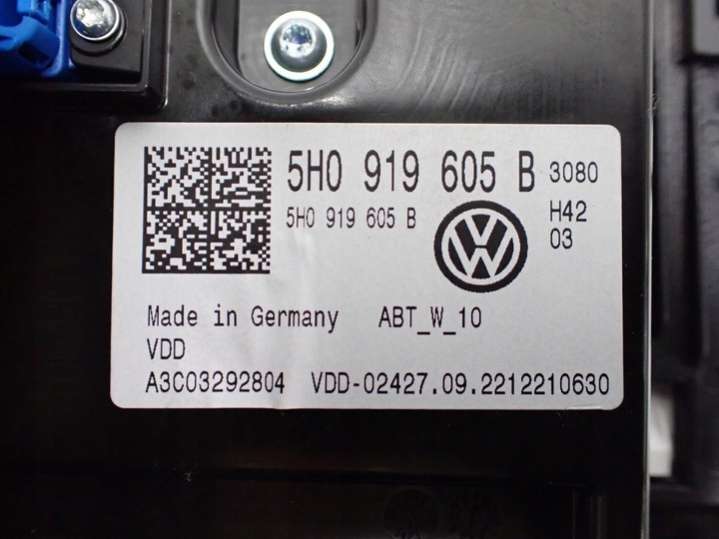 5H0 919 605 B 3080
5H0 919 605 B H42
03
Made in Germany ABT_W_10
VDD
A3C03292804 VDD-02427.09.2212210630